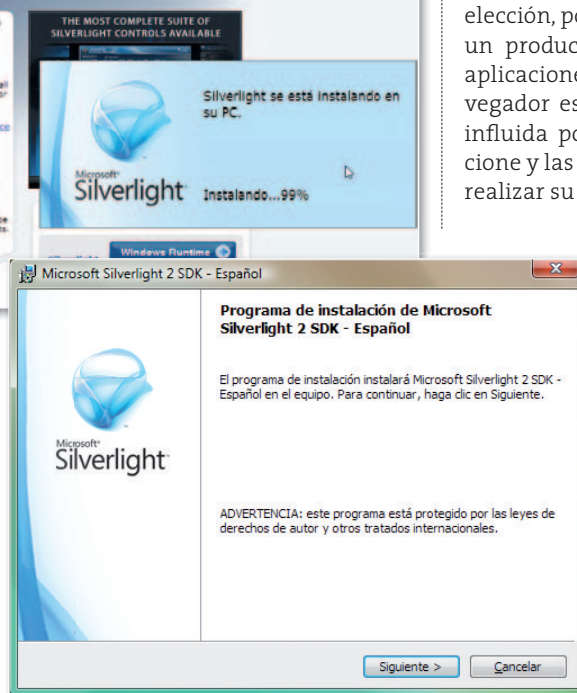 THE MOST COMPLETE SUITE OF
SILVERLIGHT CONTROLS AVAILABLE
Silverlight se está instalando en
su PC.
Microsoft®
Silverlight
Instalando...99%
Windows Runtime
elección, po
un produc
aplicacione
vegador es
influida po
cione y las
realizar su
Microsoft Silverlight 2 SDK - Español
Programa de instalación de Microsoft
Silverlight 2 SDK - Español
El programa de instalación instalará Microsoft Silverlight 2 SDK -
Español en el equipo. Para continuar, haga clic en Siguiente.
Microsoft®
Silverlight
ADVERTENCIA: este programa está protegido por las leyes de
derechos de autor y otros tratados internacionales.
Siguiente >
Cancelar